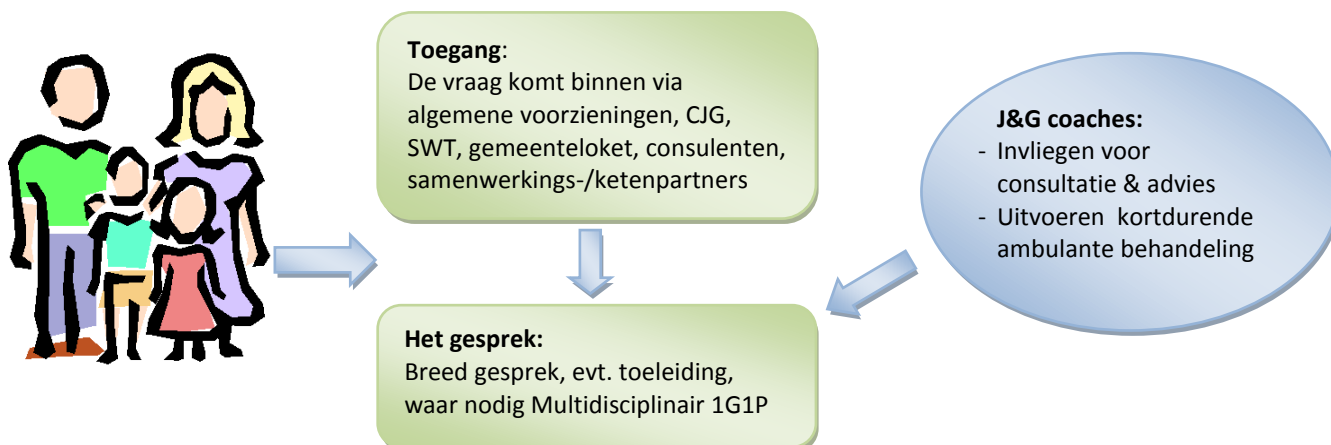 Toegang:
De vraag komt binnen via
algemene voorzieningen, CJG,
SWT, gemeenteloket, consulenten,
samenwerkings-/ketenpartners
J&G coaches:
- Invliegen voor
consultatie & advies
- Uitvoeren kortdurende
ambulante behandeling
Het gesprek:
Breed gesprek, evt. toeleiding,
waar nodig Multidisciplinair 1G1P